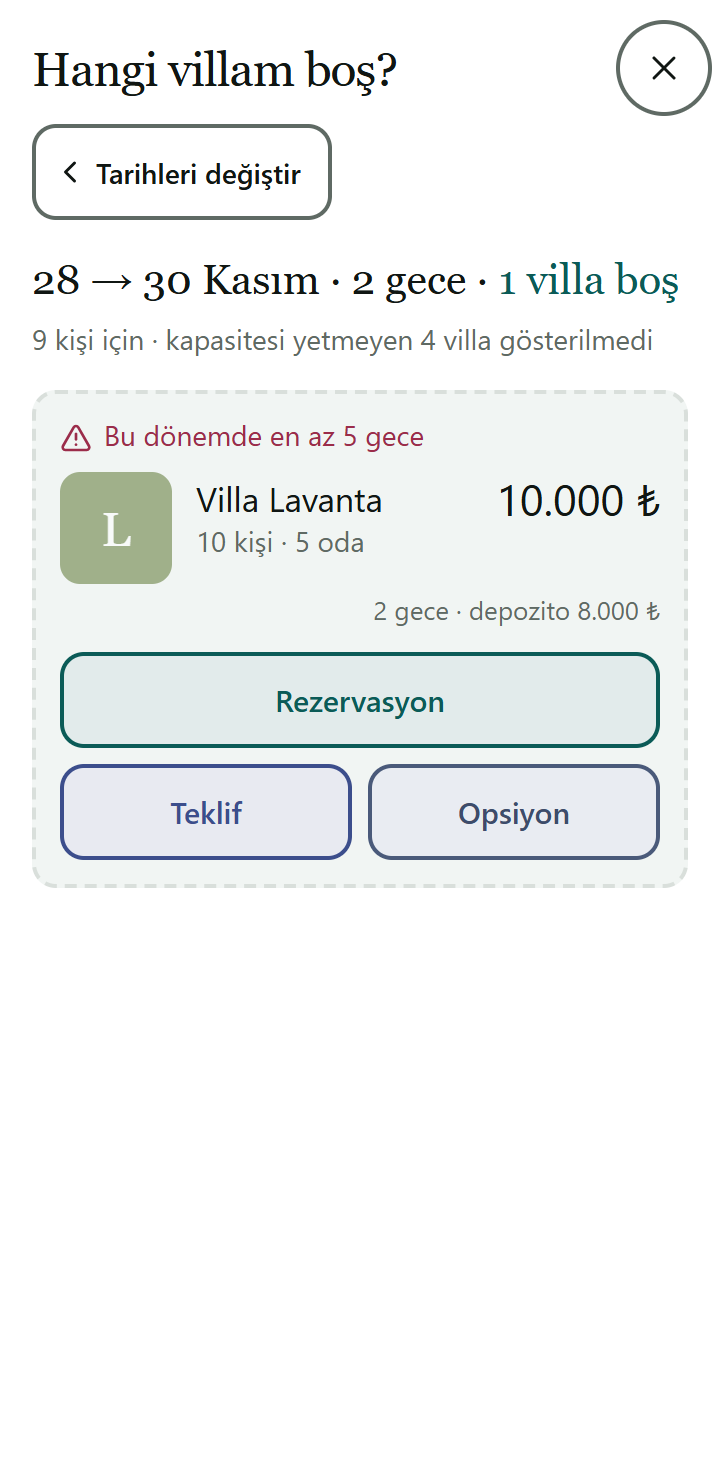 Hangi villam boş?
Tarihleri değiştir
28 → 30 Kasım · 2 gece · 1 villa boş
9 kişi için · kapasitesi yetmeyen 4 villa gösterilmedi
Bu dönemde en az 5 gece
L
Villa Lavanta
10.000 ₺
10 kişi · 5 oda
2 gece · depozito 8.000 ₺
Rezervasyon
Teklif
Opsiyon